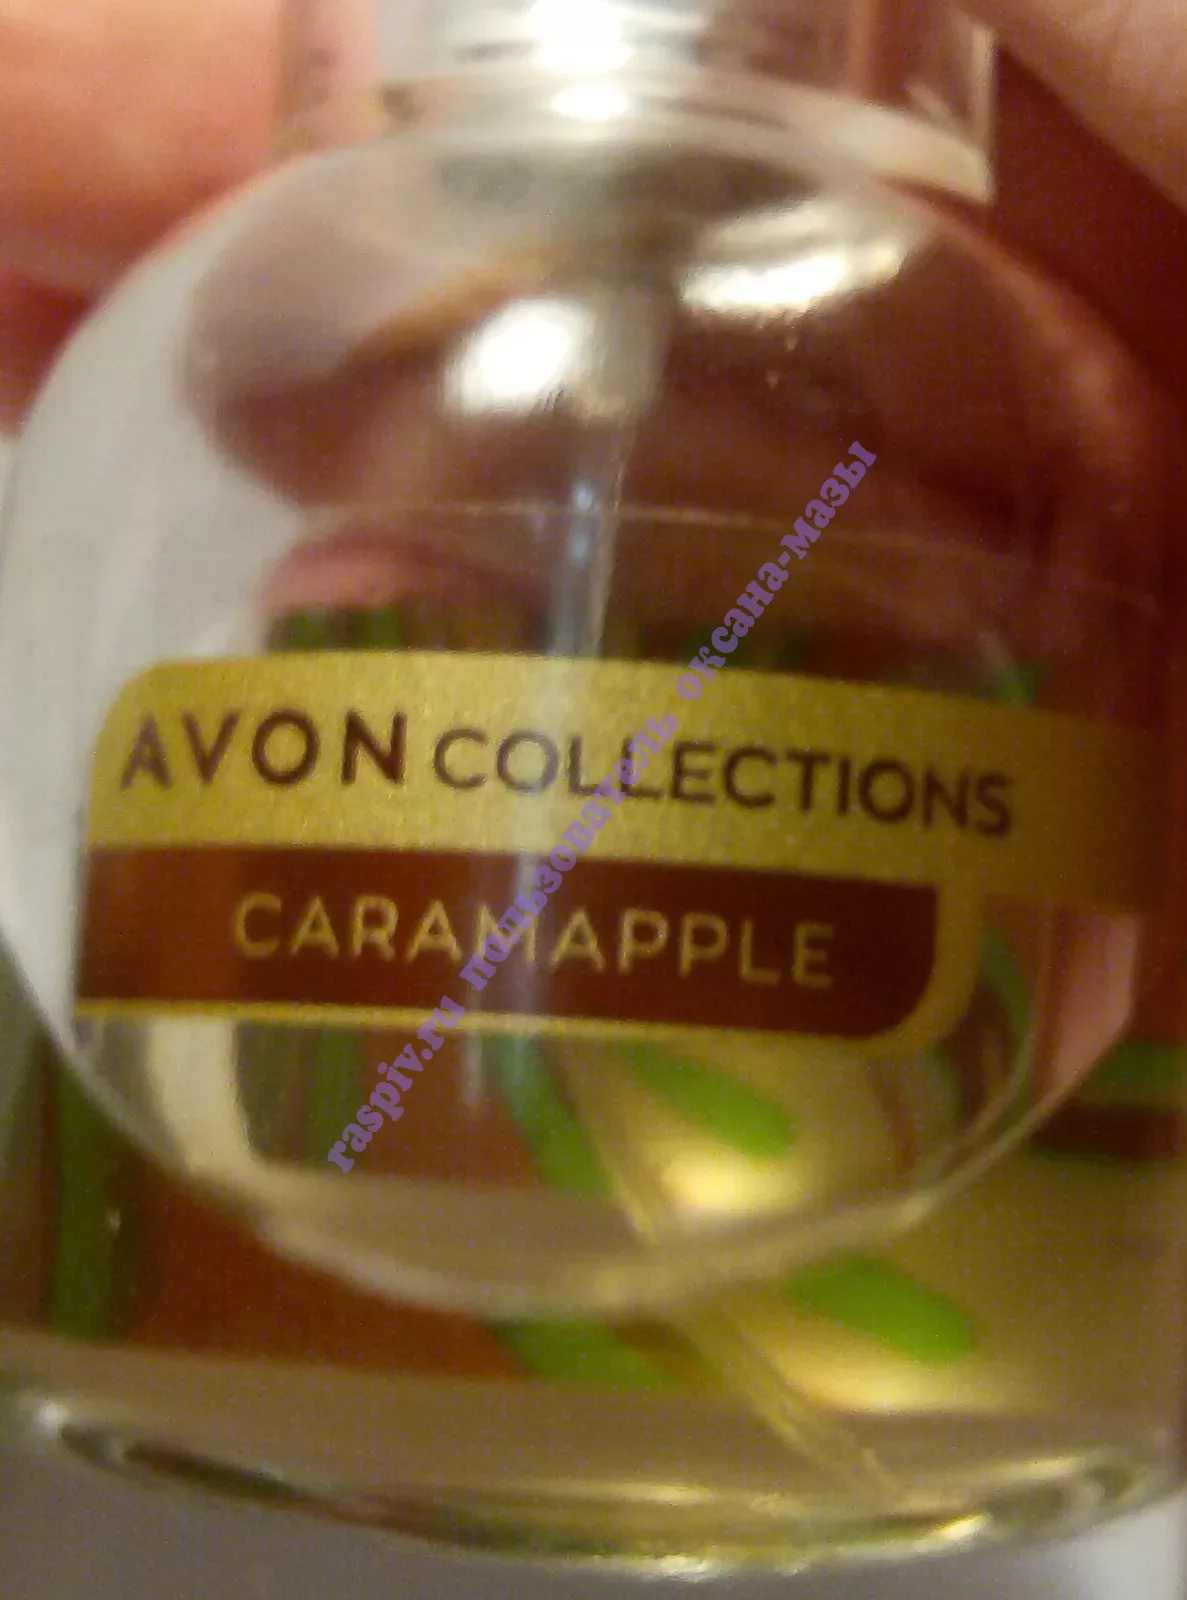 AVON COLLECTIONS
CARAMAPPLE
raspiv.ru пользователь оксана-мазы